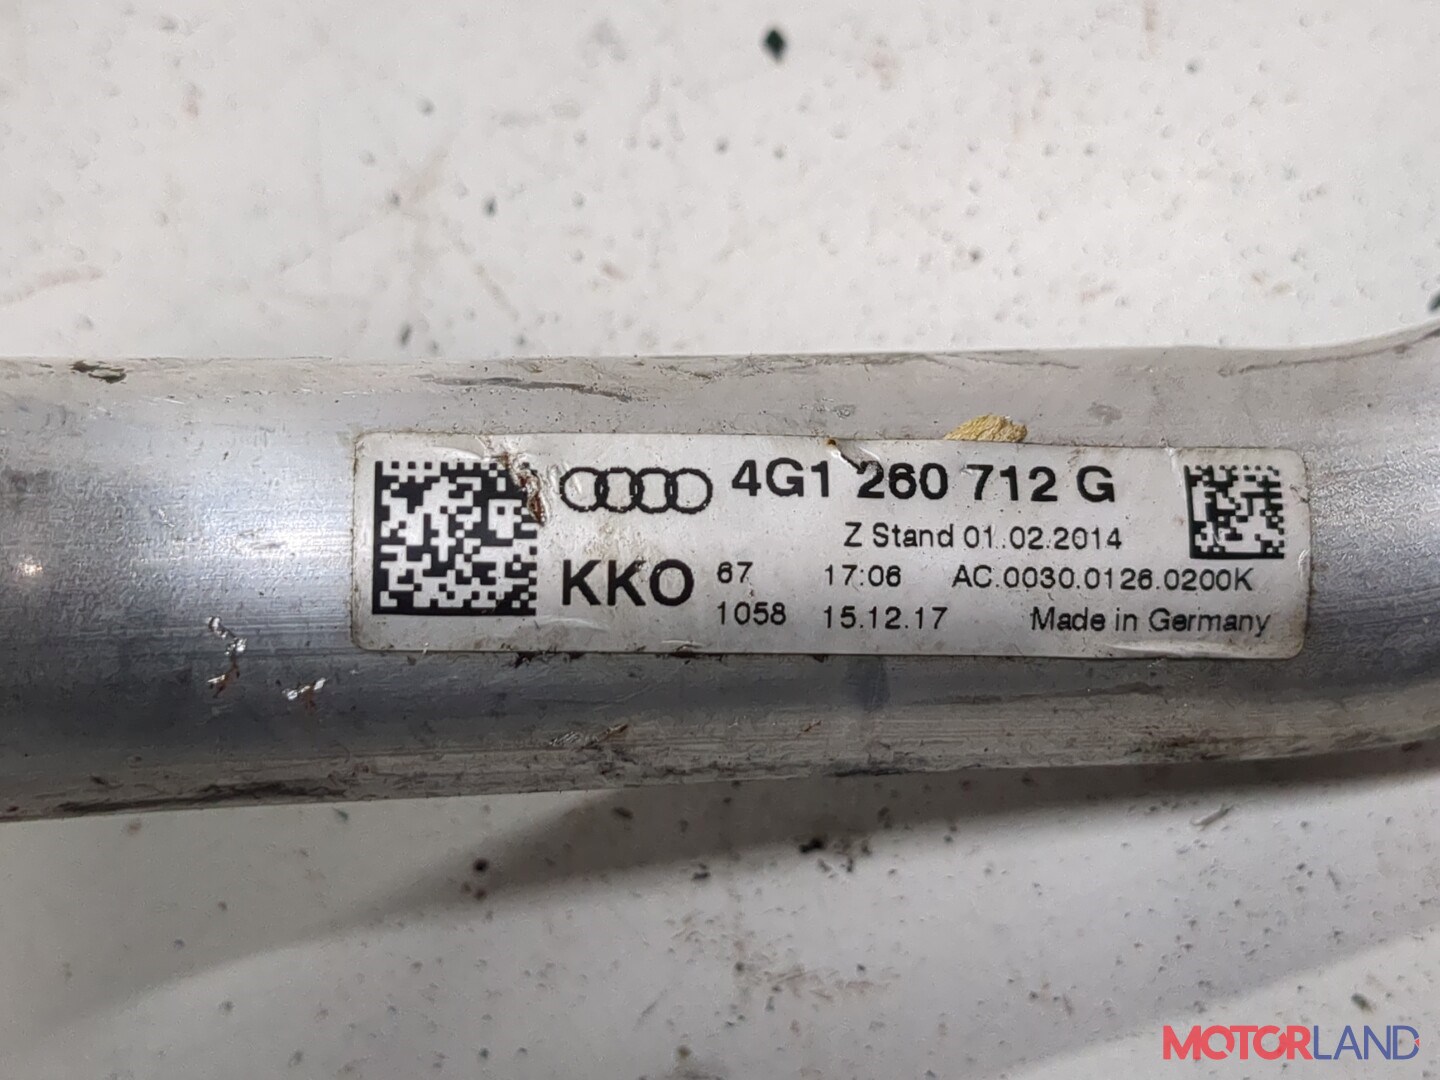 4G1 260 712 G
Z Stand 01.02.2014
KKO 67 17:06 AC.0030.0126.0200K
1058 15.12.17 Made in Germany
MOTORLAND